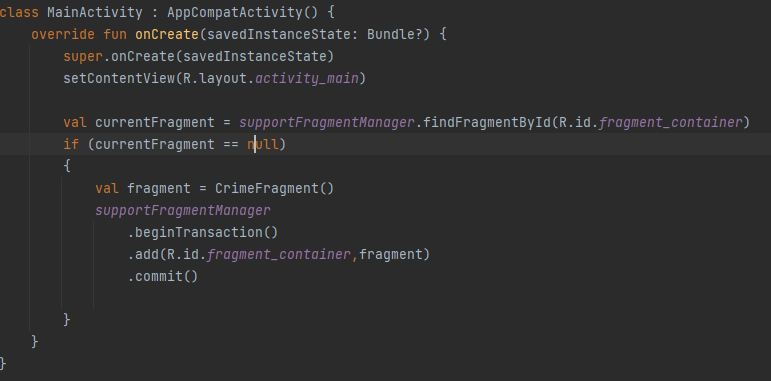 class MainActivity : AppCompatActivity() {
    override fun onCreate(savedInstanceState: Bundle?) {
        super.onCreate(savedInstanceState)
        setContentView(R.layout.activity_main)

        val currentFragment = supportFragmentManager.findFragmentById(R.id.fragment_container)
        if (currentFragment == null)
        {
            val fragment = CrimeFragment()
            supportFragmentManager
                .beginTransaction()
                .add(R.id.fragment_container,fragment)
                .commit()

        }
    }
}